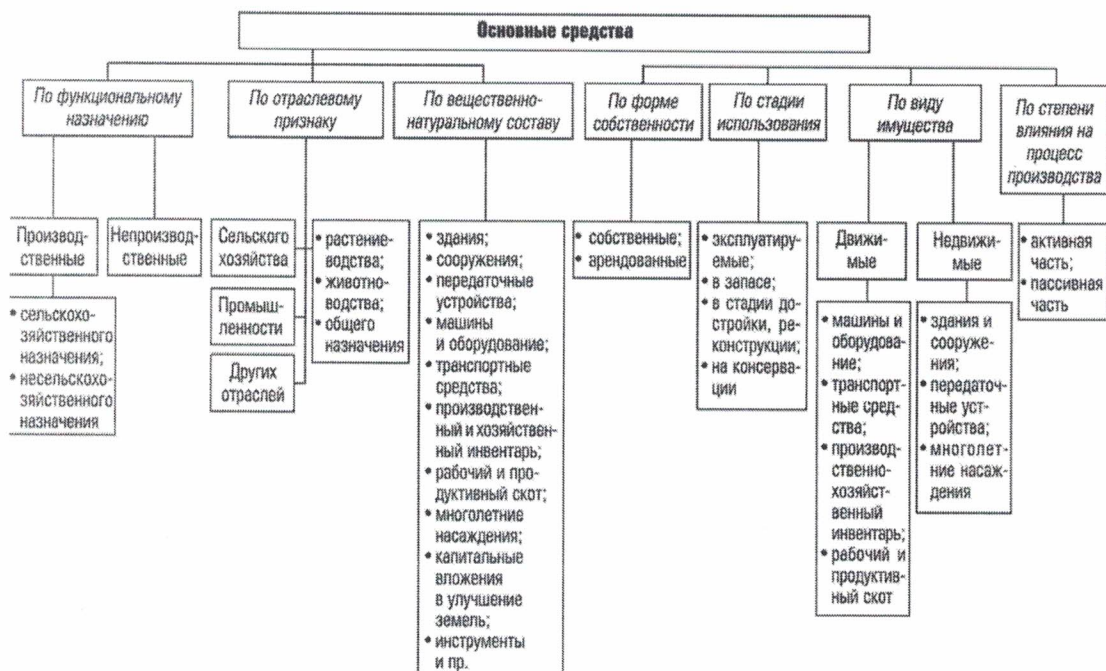 Основные средства
По функциональному
назначению
По отраслевому
признаку
По вещественно-
натуральному составу
По форме
собственности
По стадии
использования
По виду
имущества
По степени
влияния на
процесс
производства
Производ-
ственные
Непроизвод-
ственные
• сельскохо-
зяйственного
назначения;
• несельскохо-
зяйственного
назначения
Сельского
хозяйства
Промыш-
ленности
Других
отраслей
• растение-
водства;
• животно-
водства;
• общего
назначения
• здания;
• сооружения;
• передаточные
устройства;
• машины
и оборудование;
• транспортные
средства;
• производствен-
ный и хозяйствен-
ный инвентарь;
• рабочий и про-
дуктивный скот;
• многолетние
насаждения;
• капитальные
вложения
в улучшение
земель;
• инструменты
и пр.
• собственные;
• арендованные
• эксплуатиру-
емые;
• в запасе;
• в стадии до-
стройки, ре-
конструкции;
• на консерва-
ции
Движи-
мые
• машины и
оборудова-
ние;
• транспорт-
ные сред-
ства;
• производ-
ственно-
хозяйст-
венный
инвентарь;
• рабочий и
продуктив-
ный скот
Недвижи-
мые
• здания и
сооруже-
ния;
• передаточ-
ные уст-
ройства;
• многолет-
ние насаж-
дения
• активная
часть;
• пассивная
часть